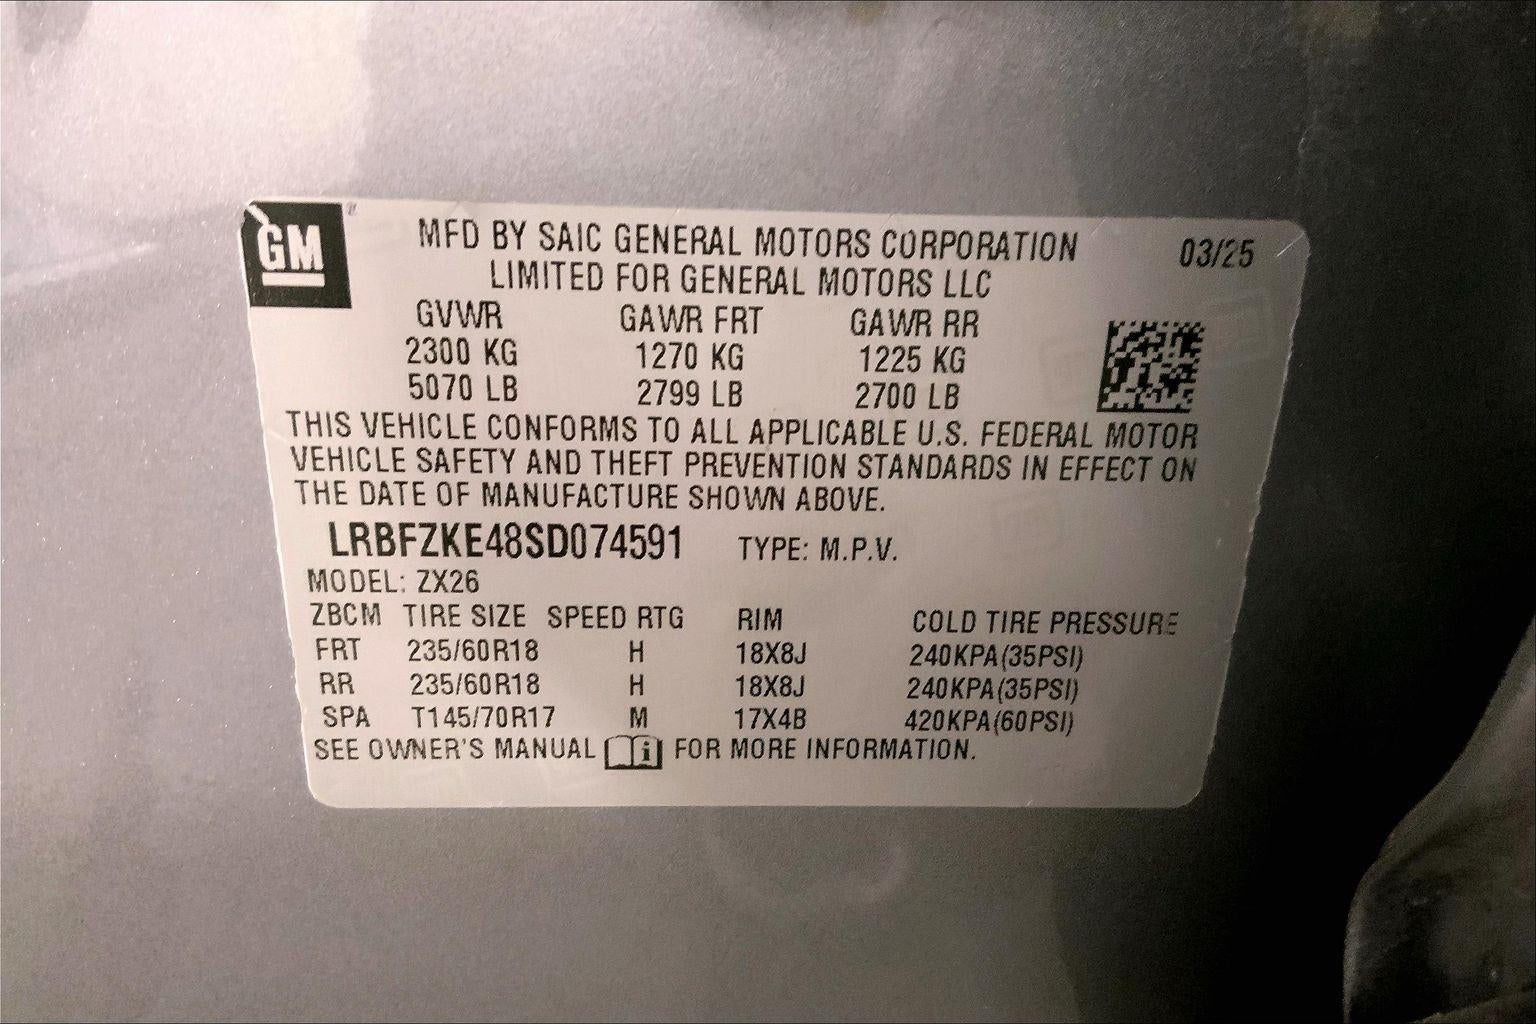 GM
MFD BY SAIC GENERAL MOTORS CORPORATION 03/25
LIMITED FOR GENERAL MOTORS LLC
GVWR GAWR FRT GAWR RR
2300 KG 1270 KG 1225 KG
5070 LB 2799 LB 2700 LB
THIS VEHICLE CONFORMS TO ALL APPLICABLE U.S. FEDERAL MOTOR
VEHICLE SAFETY AND THEFT PREVENTION STANDARDS IN EFFECT ON
THE DATE OF MANUFACTURE SHOWN ABOVE.
LRBFZKE48SD074591 TYPE: M.P.V.
MODEL: ZX26
ZBCM TIRE SIZE SPEED RTG RIM COLD TIRE PRESSURE
FRT 235/60R18 H 18X8J 240KPA(35PSI)
RR 235/60R18 H 18X8J 240KPA(35PSI)
SPA T145/70R17 M 17X4B 420KPA(60PSI)
SEE OWNER'S MANUAL i FOR MORE INFORMATION.